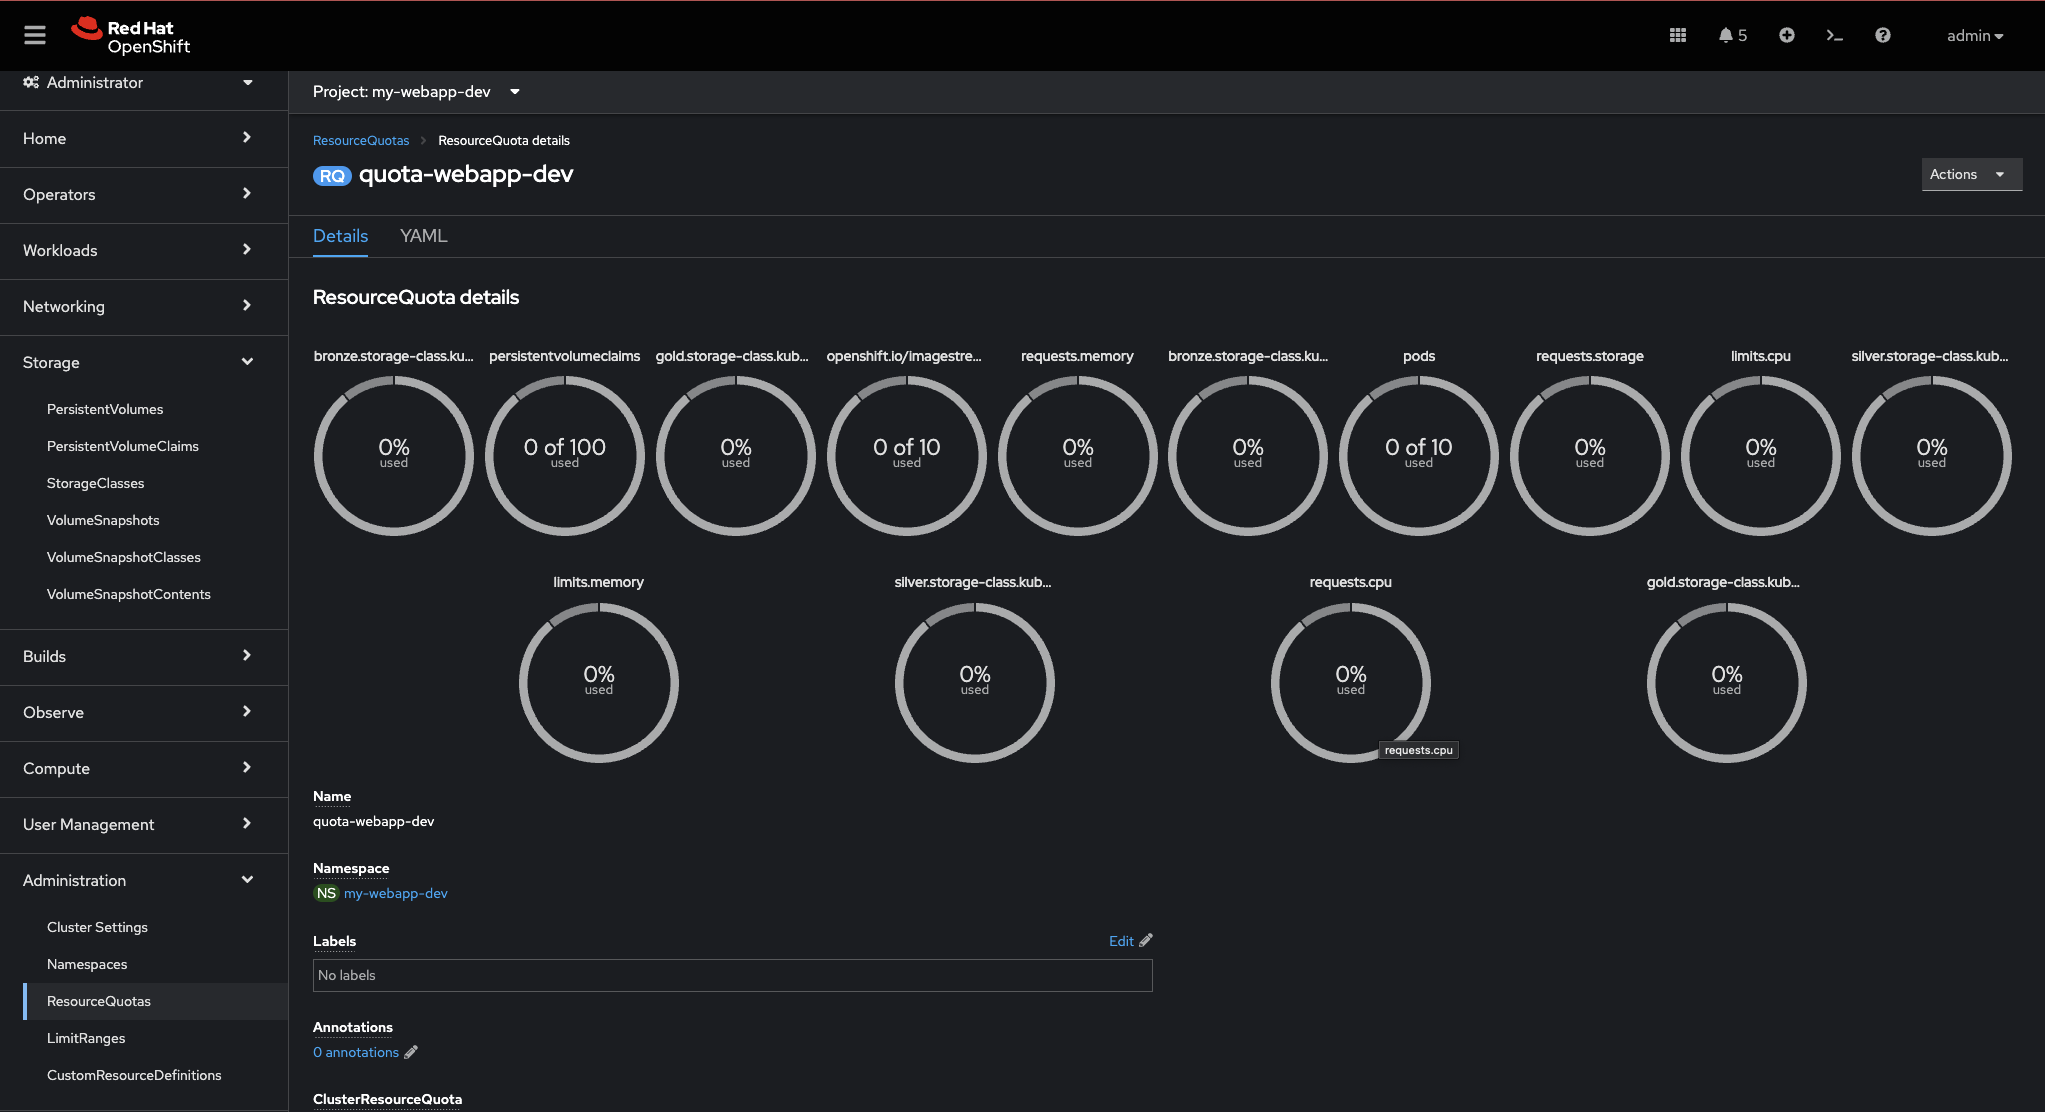 Red Hat
OpenShift
5
admin
Administrator
Home
Operators
Workloads
Networking
Storage
PersistentVolumes
PersistentVolumeClaims
StorageClasses
VolumeSnapshots
VolumeSnapshotClasses
VolumeSnapshotContents
Builds
Observe
Compute
User Management
Administration
Cluster Settings
Namespaces
ResourceQuotas
LimitRanges
CustomResourceDefinitions
Project: my-webapp-dev
ResourceQuotas ResourceQuota details
RQ quota-webapp-dev
Actions
Details YAML
ResourceQuota details
bronze.storage-class.ku... persistentvolumeclaims gold.storage-class.kub... openshift.io/imagestre... requests.memory bronze.storage-class.ku... pods requests.storage limits.cpu silver.storage-class.kub...
0% 0 of 100 0% 0 of 10 0% 0% 0 of 10 0% 0% 0%
used used used used used used used used used used
limits.memory silver.storage-class.kub... requests.cpu gold.storage-class.kub...
0% 0% 0% 0%
used used used used
requests.cpu
Name
quota-webapp-dev
Namespace
NS my-webapp-dev
Labels Edit
No labels
Annotations
0 annotations
ClusterResourceQuota